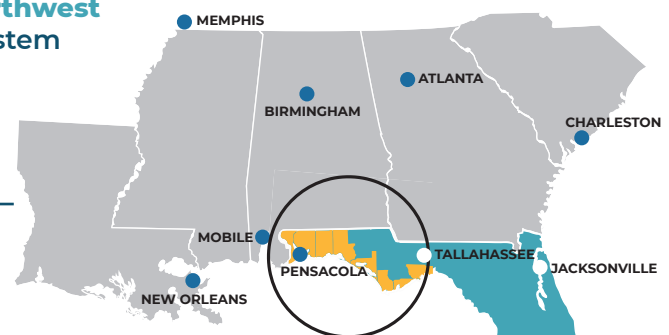 rthwest
stem
MEMPHIS
ATLANTA
BIRMINGHAM
CHARLESTON
MOBILE
TALLAHASSEE
PENSACOLA
JACKSONVILLE
NEW ORLEANS